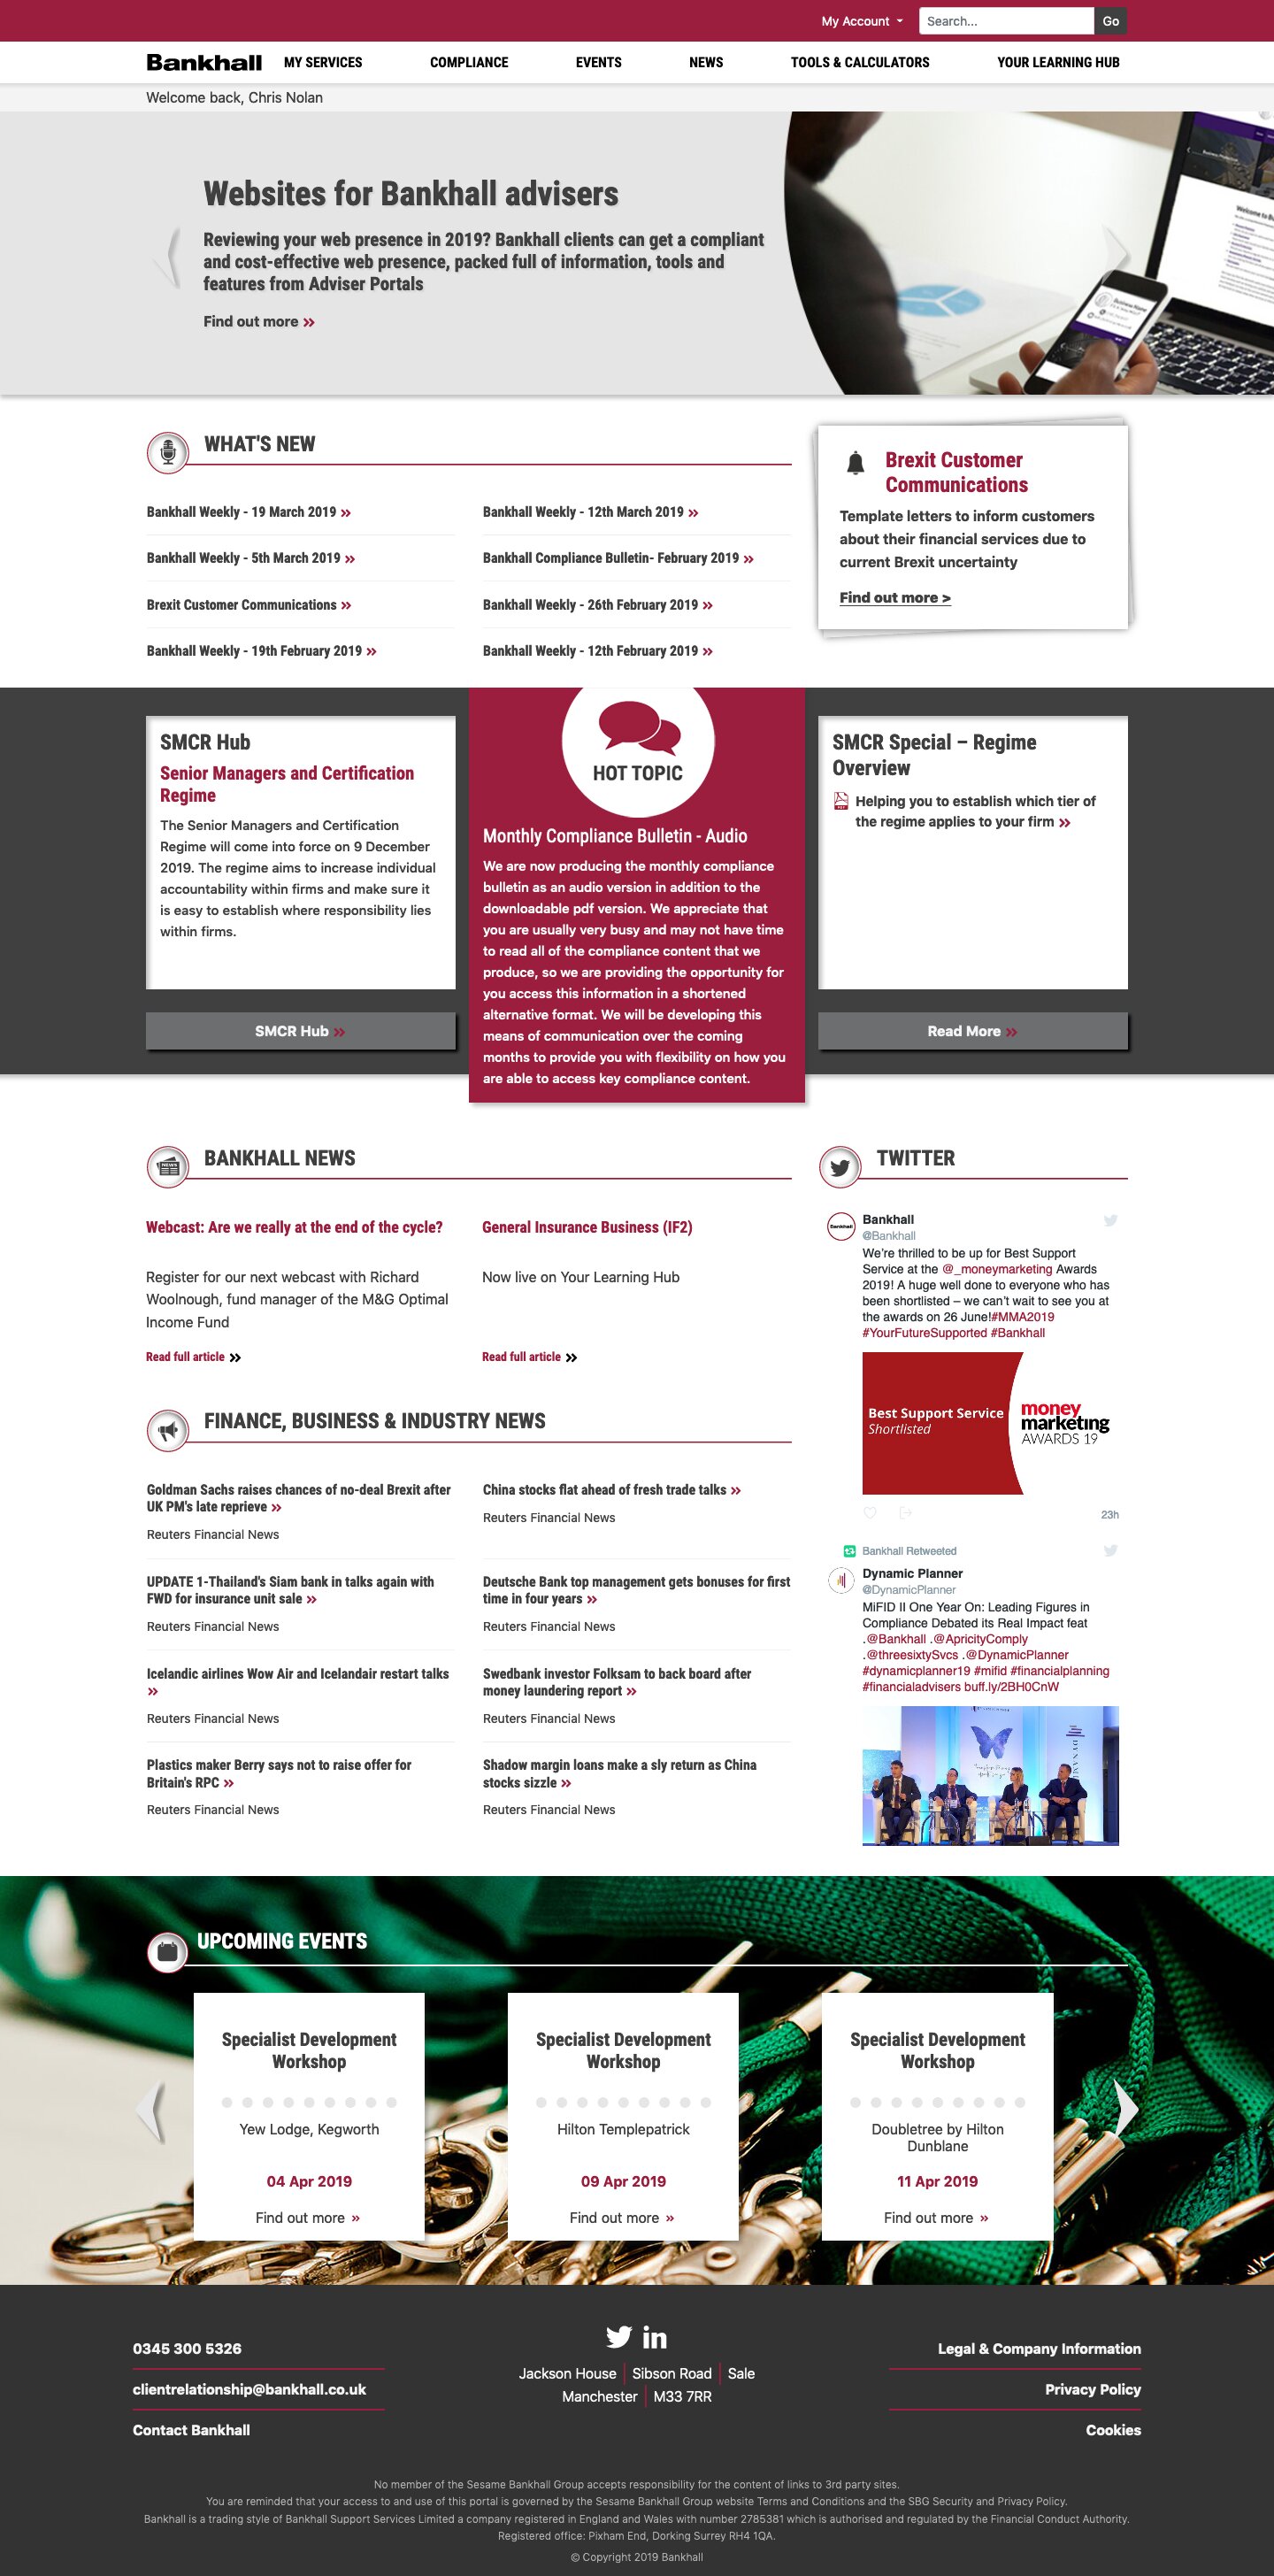 My Account
Search...
Go
Bankhall
MY SERVICES
COMPLIANCE
EVENTS
NEWS
TOOLS & CALCULATORS
YOUR LEARNING HUB
Welcome back, Chris Nolan
Websites for Bankhall advisers
Reviewing your web presence in 2019? Bankhall clients can get a compliant
and cost-effective web presence, packed full of information, tools and
features from Adviser Portals
Find out more »
WHAT'S NEW
Bankhall Weekly - 19 March 2019 »
Bankhall Weekly - 12th March 2019 »
Bankhall Weekly - 5th March 2019 »
Bankhall Compliance Bulletin- February 2019 »
Brexit Customer Communications »
Bankhall Weekly - 26th February 2019 »
Bankhall Weekly - 19th February 2019 »
Bankhall Weekly - 12th February 2019 »
Brexit Customer
Communications
Template letters to inform customers
about their financial services due to
current Brexit uncertainty
Find out more >
SMCR Hub
Senior Managers and Certification
Regime
The Senior Managers and Certification
Regime will come into force on 9 December
2019. The regime aims to increase individual
accountability within firms and make sure it
is easy to establish where responsibility lies
within firms.
SMCR Hub »
HOT TOPIC
Monthly Compliance Bulletin - Audio
We are now producing the monthly compliance
bulletin as an audio version in addition to the
downloadable pdf version. We appreciate that
you are usually very busy and may not have time
to read all of the compliance content that we
produce, so we are providing the opportunity for
you access this information in a shortened
alternative format. We will be developing this
means of communication over the coming
months to provide you with flexibility on how you
are able to access key compliance content.
SMCR Special – Regime
Overview
Helping you to establish which tier of
the regime applies to your firm »
Read More »
BANKHALL NEWS
Webcast: Are we really at the end of the cycle?
Register for our next webcast with Richard
Woolnough, fund manager of the M&G Optimal
Income Fund
Read full article »
General Insurance Business (IF2)
Now live on Your Learning Hub
Read full article »
FINANCE, BUSINESS & INDUSTRY NEWS
Goldman Sachs raises chances of no-deal Brexit after
UK PM's late reprieve »
Reuters Financial News
China stocks flat ahead of fresh trade talks »
Reuters Financial News
UPDATE 1-Thailand's Siam bank in talks again with
FWD for insurance unit sale »
Reuters Financial News
Deutsche Bank top management gets bonuses for first
time in four years »
Reuters Financial News
Icelandic airlines Wow Air and Icelandair restart talks
»
Reuters Financial News
Swedbank investor Folksam to back board after
money laundering report »
Reuters Financial News
Plastics maker Berry says not to raise offer for
Britain's RPC »
Reuters Financial News
Shadow margin loans make a sly return as China
stocks sizzle »
Reuters Financial News
TWITTER
Bankhall
@Bankhall
We're thrilled to be up for Best Support
Service at the @_moneymarketing Awards
2019! A huge well done to everyone who has
been shortlisted – we can't wait to see you at
the awards on 26 June!#MMA2019
#YourFutureSupported #Bankhall
Best Support Service
Shortlisted
money
marketing
AWARDS 19
23h
Bankhall Retweeted
Dynamic Planner
@DynamicPlanner
MiFID II One Year On: Leading Figures in
Compliance Debated its Real Impact feat
.@Bankhall .@ApricityComply
.@threesixtySvcs .@DynamicPlanner
#dynamicplanner19 #mifid #financialplanning
#financialadvisers buff.ly/2BH0CnW
UPCOMING EVENTS
Specialist Development
Workshop
Yew Lodge, Kegworth
04 Apr 2019
Find out more »
Specialist Development
Workshop
Hilton Templepatrick
09 Apr 2019
Find out more »
Specialist Development
Workshop
Doubletree by Hilton
Dunblane
11 Apr 2019
Find out more »
0345 300 5326
clientrelationship@bankhall.co.uk
Contact Bankhall
in
Jackson House | Sibson Road | Sale
Manchester | M33 7RR
Legal & Company Information
Privacy Policy
Cookies
No member of the Sesame Bankhall Group accepts responsibility for the content of links to 3rd party sites.
You are reminded that your access to and use of this portal is governed by the Sesame Bankhall Group website Terms and Conditions and the SBG Security and Privacy Policy.
Bankhall is a trading style of Bankhall Support Services Limited a company registered in England and Wales with number 2785381 which is authorised and regulated by the Financial Conduct Authority.
Registered office: Pixham End, Dorking Surrey RH4 1QA.
© Copyright 2019 Bankhall